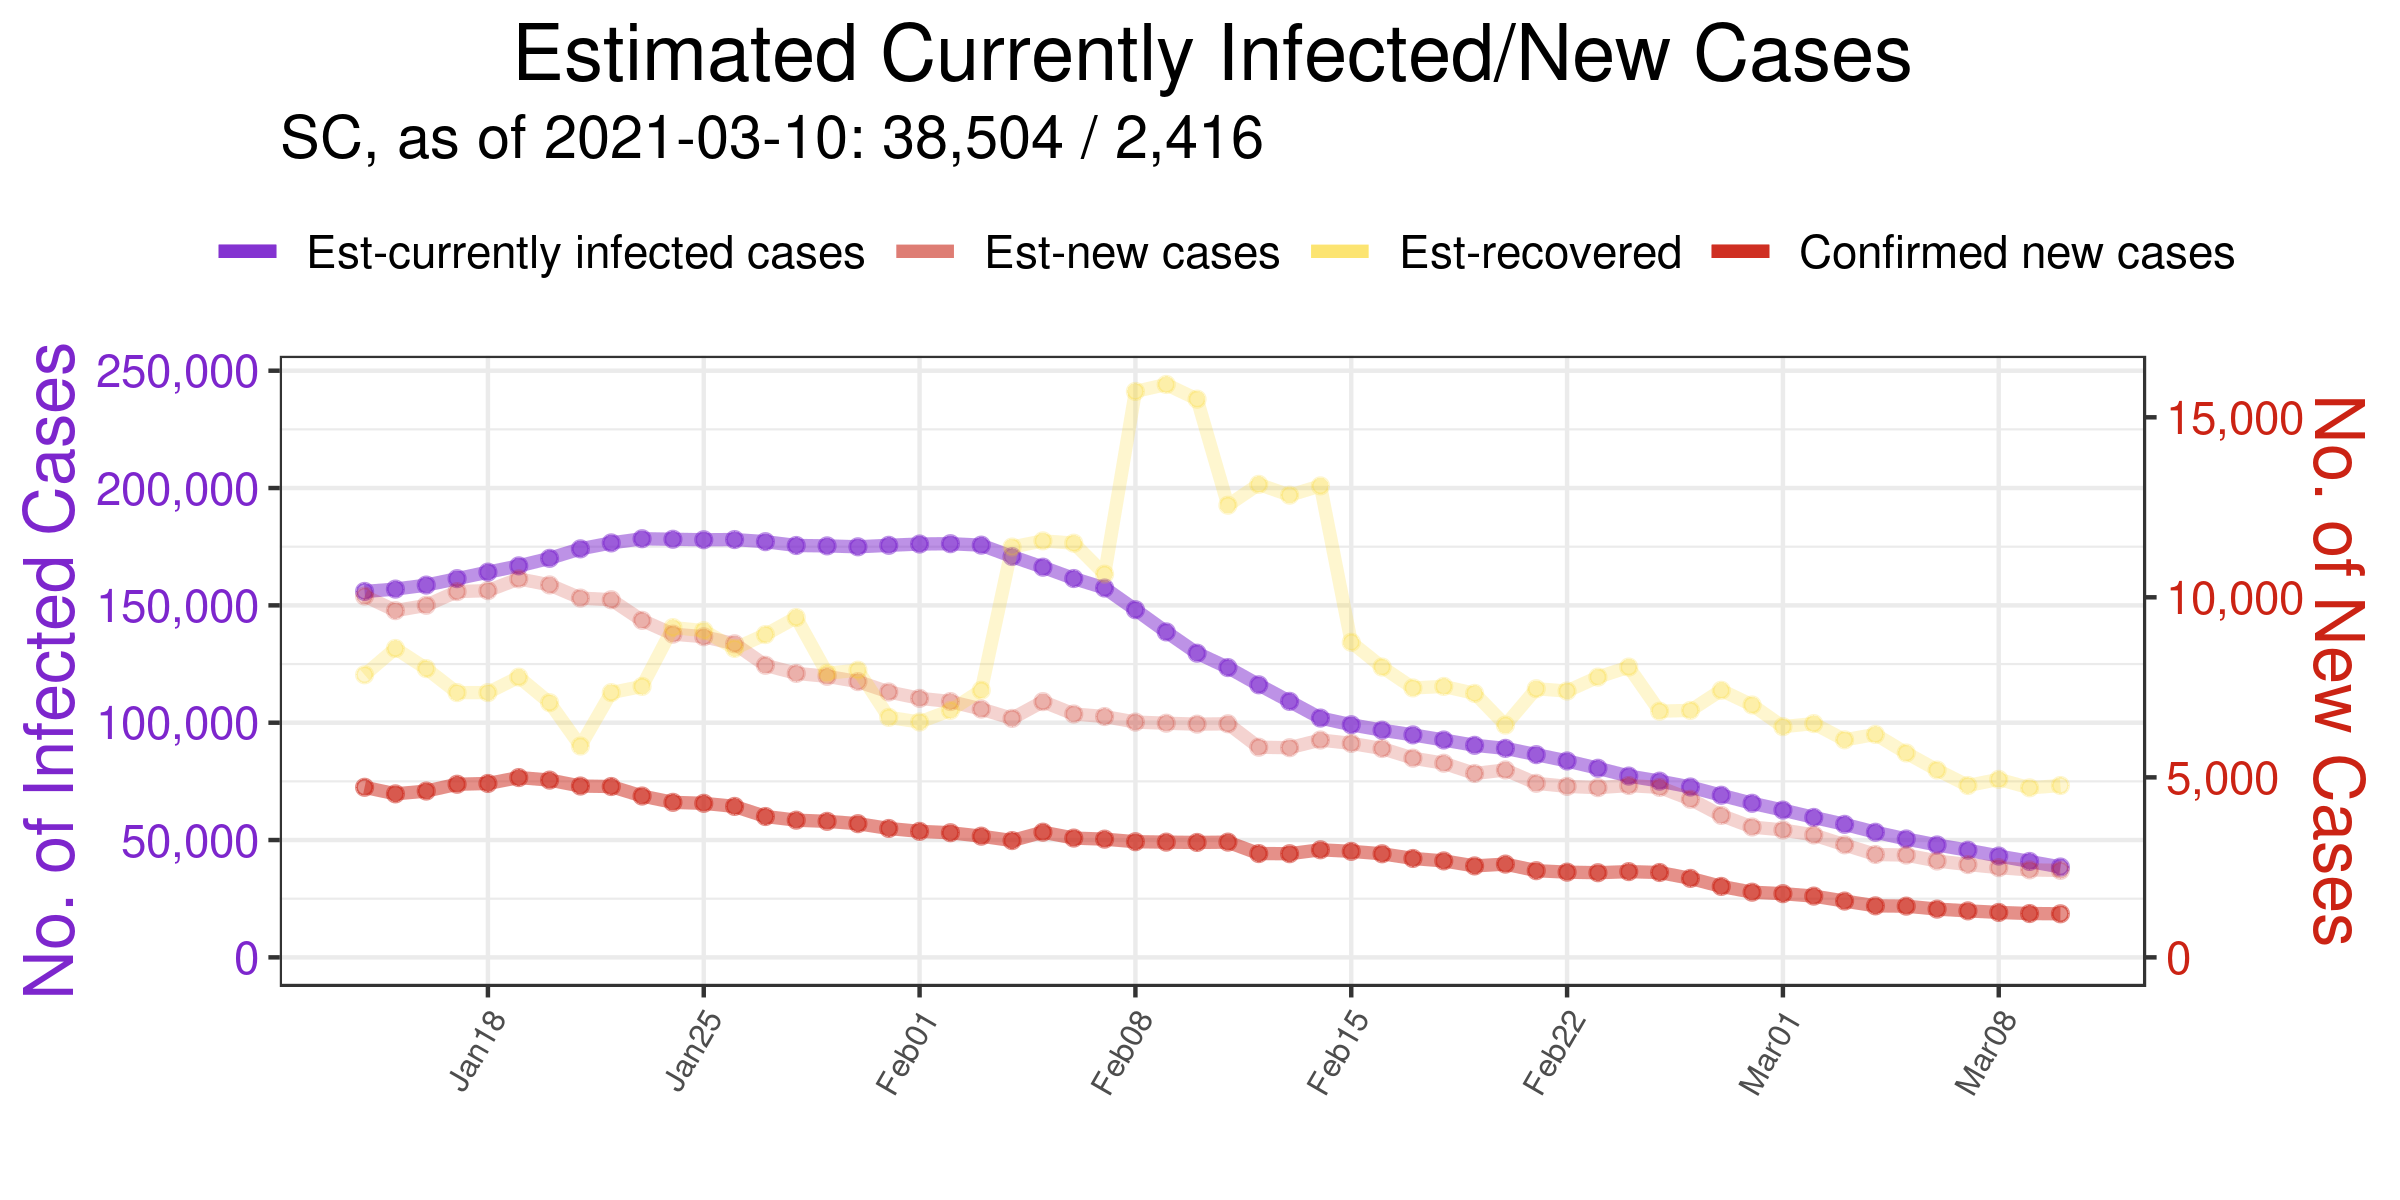 Estimated Currently Infected/New Cases
SC, as of 2021-03-10: 38,504 / 2,416
Est-currently infected cases Est-new cases Est-recovered Confirmed new cases
No. of Infected Cases
250,000
200,000
150,000
100,000
50,000
0
15,000
10,000
5,000
0
No. of New Cases
Jan18 Jan25 Feb01 Feb08 Feb15 Feb22 Mar01 Mar08